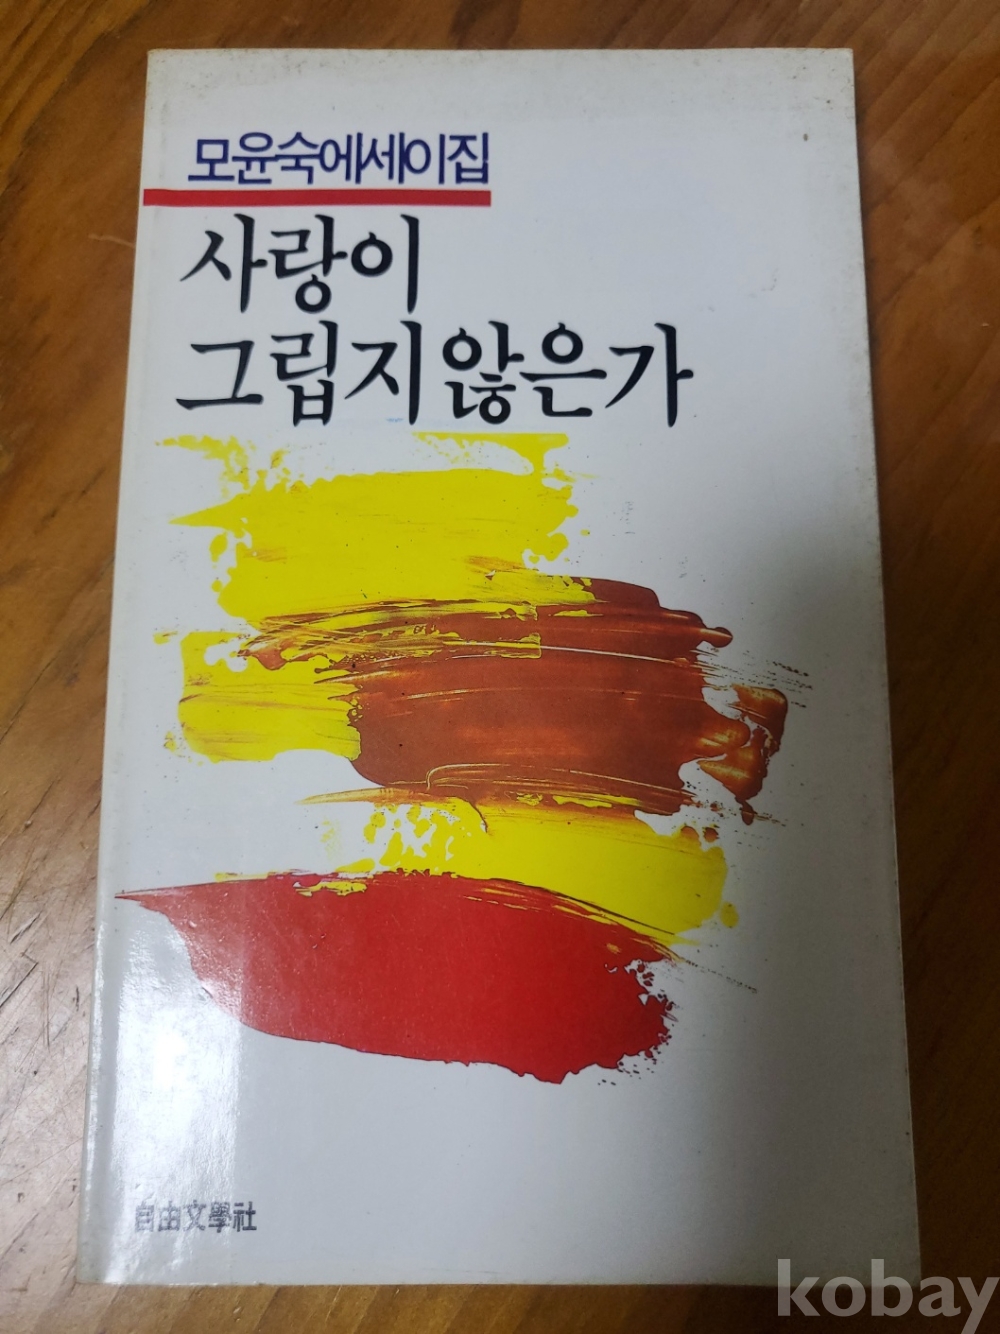 모윤숙에세이집
사랑이
그립지 않은가
自由文學社
kobay